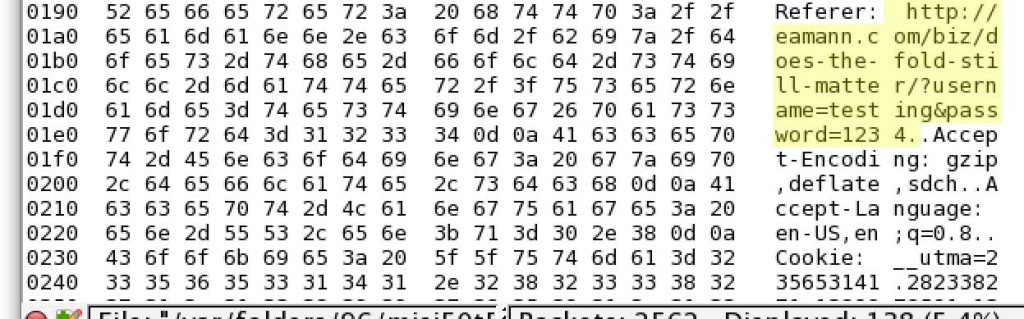 0190 52 65 66 65 72 65 72 3a 20 68 74 74 70 3a 2f 2f Referer: http://
01a0 65 61 6d 61 6e 6e 2e 63 6f 6d 2f 62 69 7a 2f 64 eamann.c om/biz/d
01b0 6f 65 73 2d 74 68 65 2d 66 6f 6c 64 2d 73 74 69 oes-the- fold-sti
01c0 6c 6c 2d 6d 61 74 74 65 72 2f 3f 75 73 65 72 6e ll-matte r/?usern
01d0 61 6d 65 3d 74 65 73 74 69 6e 67 26 70 61 73 73 ame=test ing&pass
01e0 77 6f 72 64 3d 31 32 33 34 0d 0a 41 63 63 65 70 word=123 4..Accep
01f0 74 2d 45 6e 63 6f 64 69 6e 67 3a 20 67 7a 69 70 t-Encodi ng: gzip
0200 2c 64 65 66 6c 61 74 65 2c 73 64 63 68 0d 0a 41 ,deflate ,sdch..A
0210 63 63 65 70 74 2d 4c 61 6e 67 75 61 67 65 3a 20 ccept-La nguage:
0220 65 6e 2d 55 53 2c 65 6e 3b 71 3d 30 2e 38 0d 0a en-US,en ;q=0.8..
0230 43 6f 6f 6b 69 65 3a 20 5f 5f 75 74 6d 61 3d 32 Cookie: __utma=2
0240 33 35 36 35 33 31 34 31 2e 32 38 32 33 33 38 32 35653141 .2823382